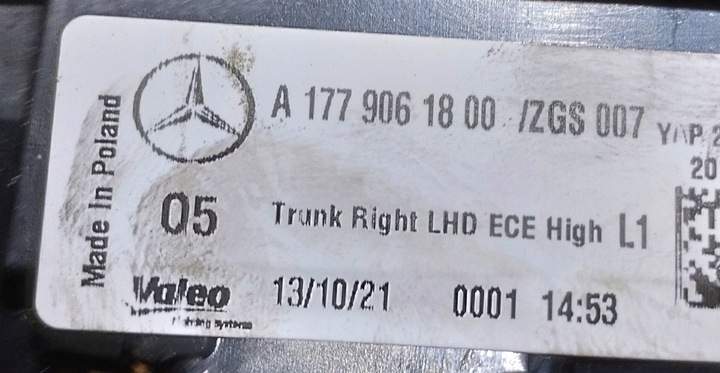 Made In Poland
A 177 906 18 00 /ZGS 007
20
05 Trunk Right LHD ECE High L1
Valeo 13/10/21 0001 14:53